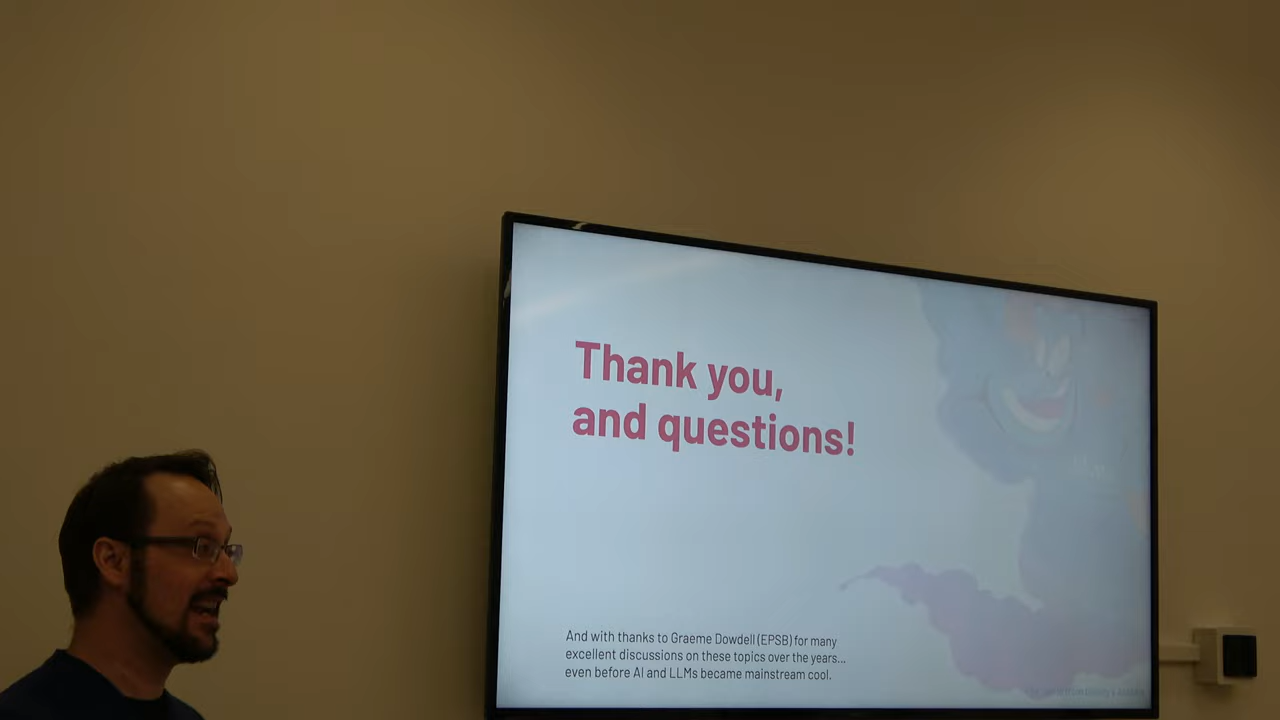 Thank you,
and questions!
And with thanks to Graeme Dowdell (EPSB) for many
excellent discussions on these topics over the years...
even before AI and LLMs became mainstream cool.